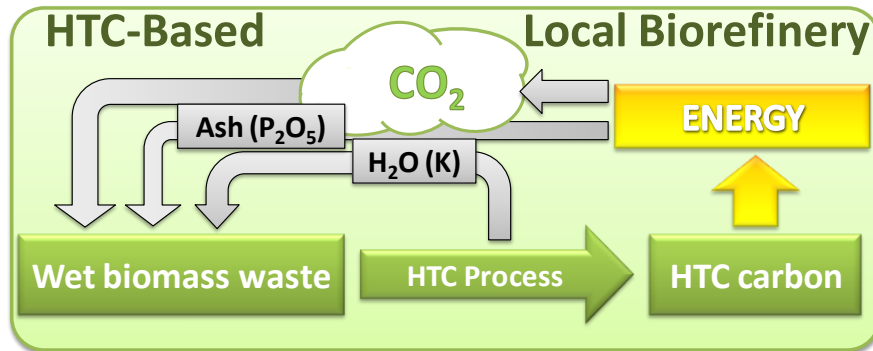 HTC-Based Local Biorefinery
CO₂
Ash (P₂O₅)
ENERGY
H₂O (K)
Wet biomass waste
HTC Process
HTC carbon